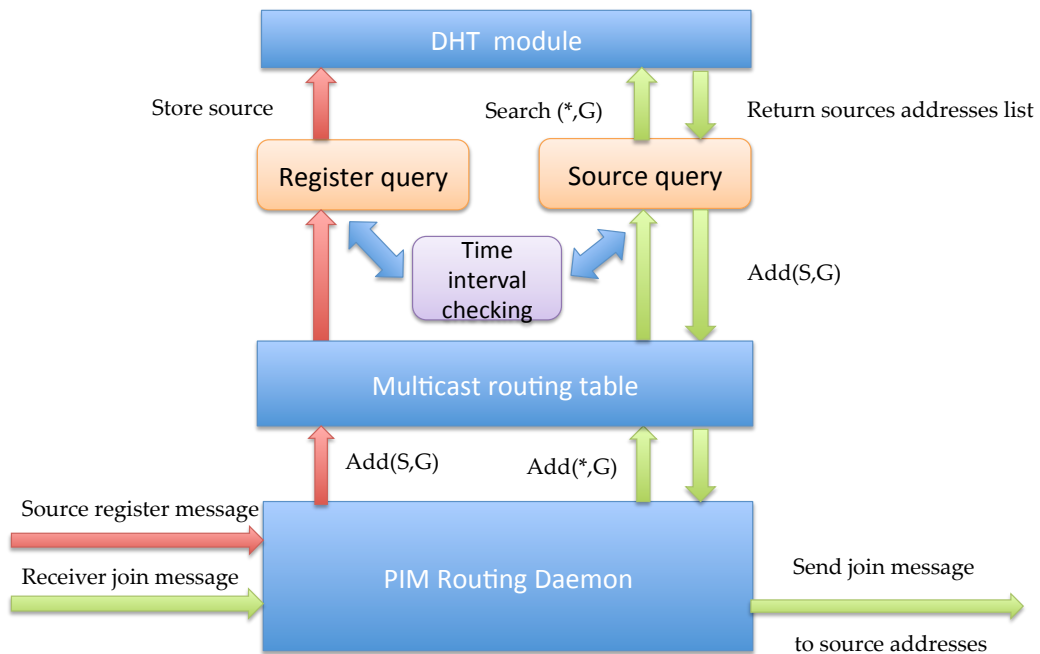 DHT module
Store source
Search (*,G)
Return sources addresses list
Register query
Source query
Time
interval
checking
Add(S,G)
Multicast routing table
Add(S,G)
Add(*,G)
Source register message
Receiver join message
PIM Routing Daemon
Send join message
to source addresses